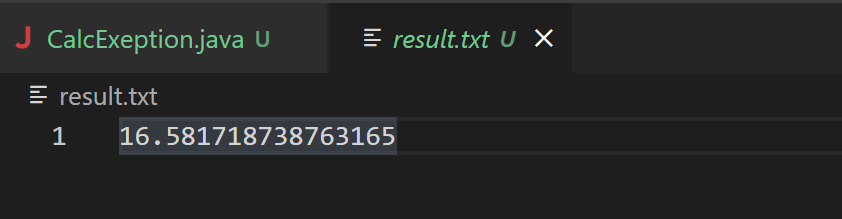 J CalcExeption.java U result.txt U
result.txt
1 16.581718738763165